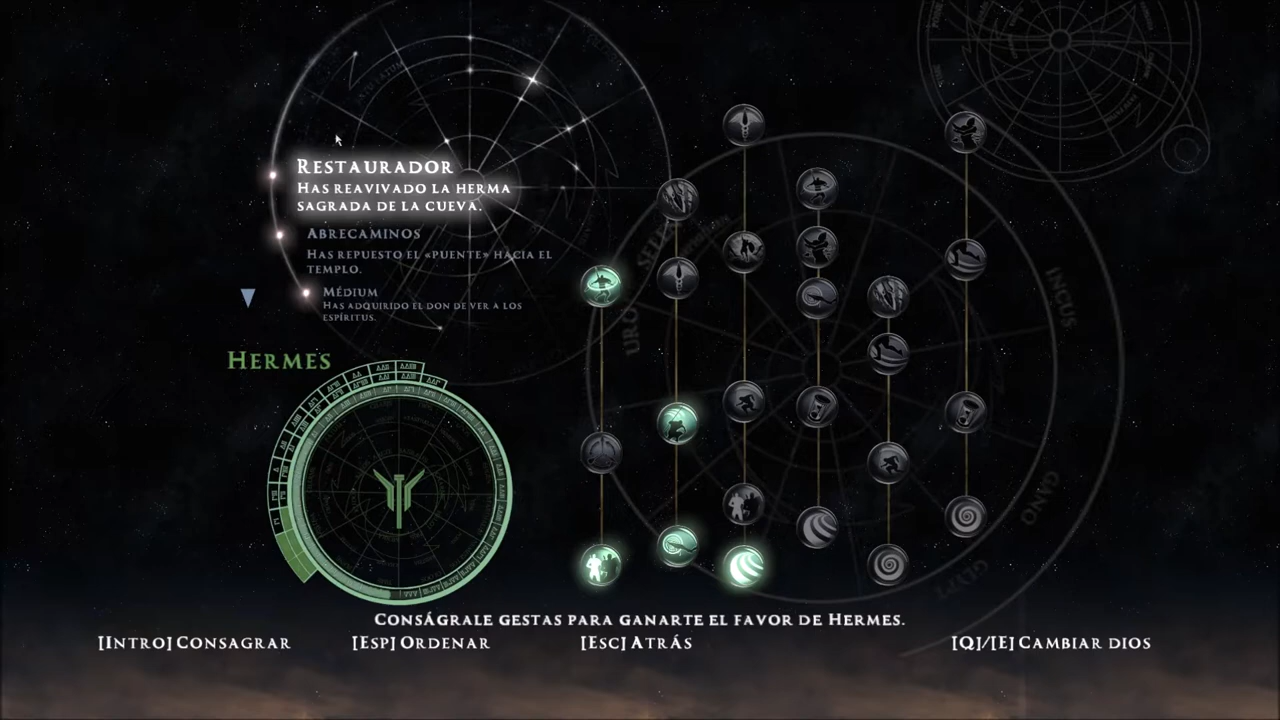 Restaurador
Has reavivado la herma
sagrada de la cueva.
Abrecaminos
Has repuesto el «puente» hacia el
templo.
Médium
Has adquirido el don de ver a los
espíritus.
Hermes
INCUS
Conságrale gestas para ganarte el favor de Hermes.
[Intro] Consagrar
[Esp] Ordenar
[Esc] Atrás
[Q]/[E] Cambiar dios